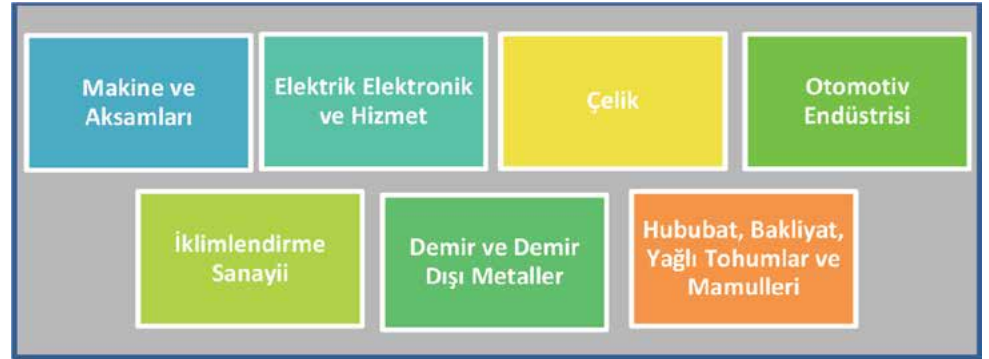 Makine ve
Aksamları
Elektrik Elektronik
ve Hizmet
Çelik
Otomotiv
Endüstrisi
İklimlendirme
Sanayii
Demir ve Demir
Dışı Metaller
Hububat, Bakliyat,
Yağlı Tohumlar ve
Mamulleri